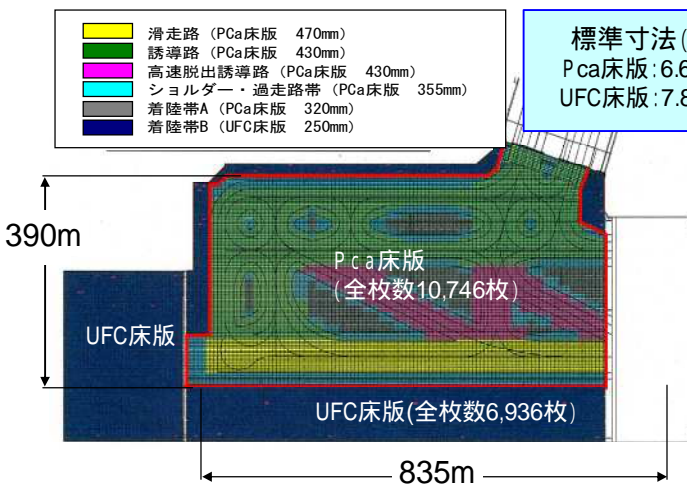 滑走路 (PCa床版 470mm)
誘導路 (PCa床版 430mm)
高速脱出誘導路 (PCa床版 430mm)
ショルダー・過走路帯 (PCa床版 355mm)
着陸帯A (PCa床版 320mm)
着陸帯B (UFC床版 250mm)
標準寸法(
Pca床版:6.6
UFC床版:7.8
390m
Pca床版
(全枚数10,746枚)
UFC床版
UFC床版(全枚数6,936枚)
835m